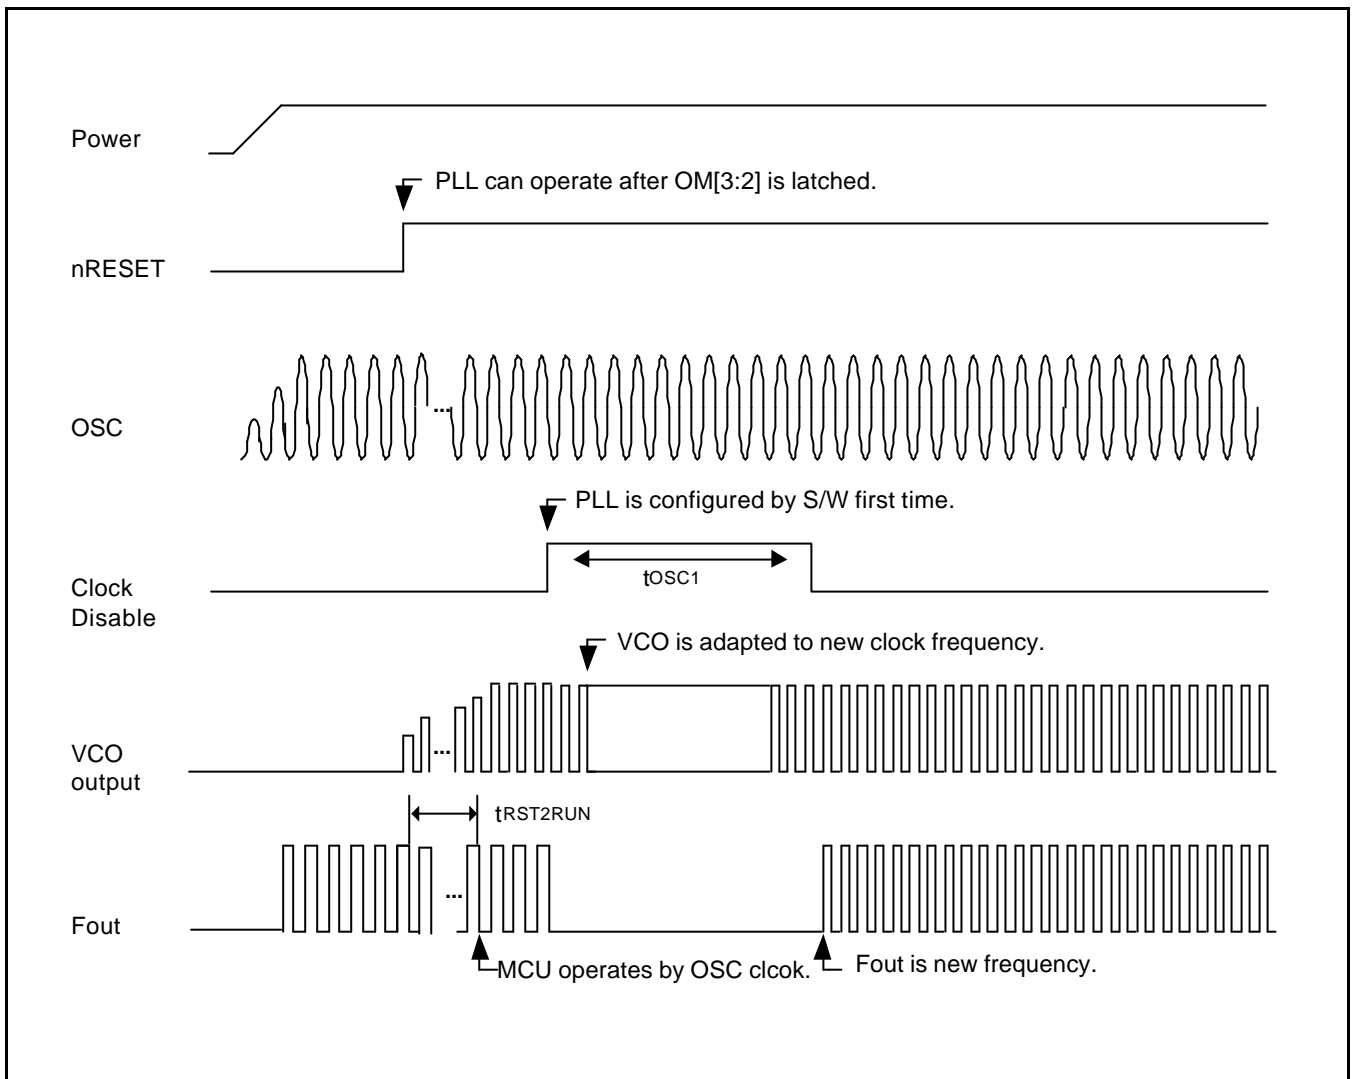 Power
PLL can operate after OM[3:2] is latched.
nRESET
...
OSC
PLL is configured by S/W first time.
tOSC1
Clock
Disable
VCO is adapted to new clock frequency.
...
VCO
output
tRST2RUN
...
Fout
MCU operates by OSC clcok.
Fout is new frequency.